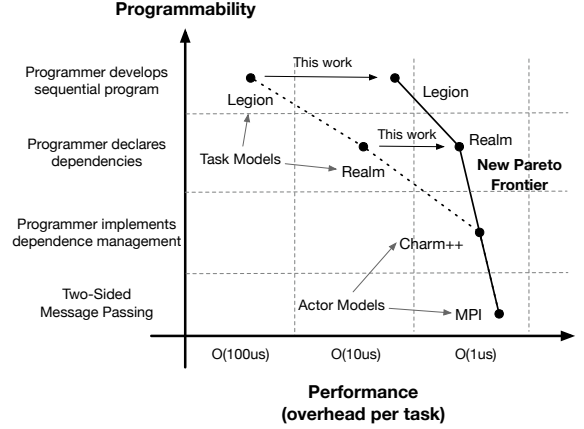 Programmability
Programmer develops
sequential program
This work
Legion
Legion
Programmer declares
dependencies
This work
Realm
Task Models
Realm
New Pareto
Frontier
Programmer implements
dependence management
Charm++
Two-Sided
Message Passing
Actor Models
MPI
O(100us)
O(10us)
O(1us)
Performance
(overhead per task)